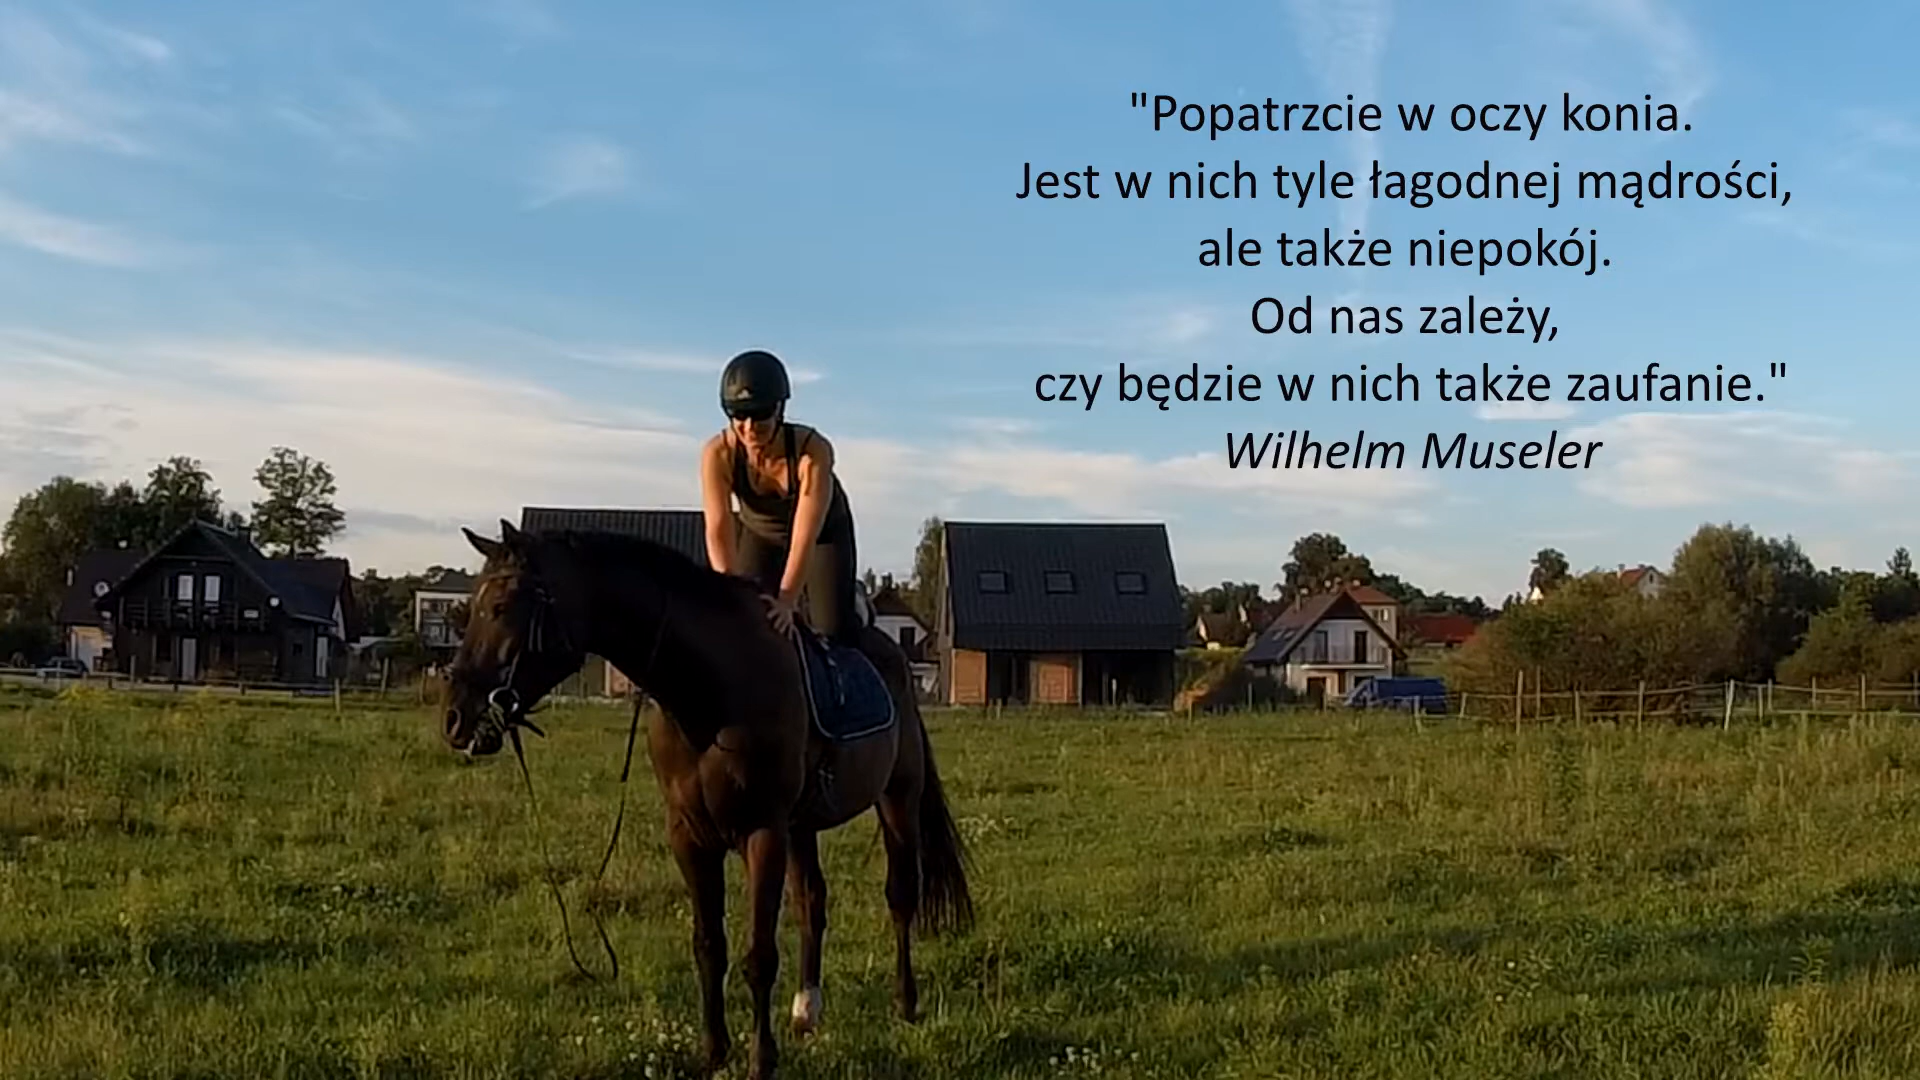 "Popatrzcie w oczy konia.
Jest w nich tyle łagodnej mądrości,
ale także niepokój.
Od nas zależy,
czy będzie w nich także zaufanie."
Wilhelm Museler